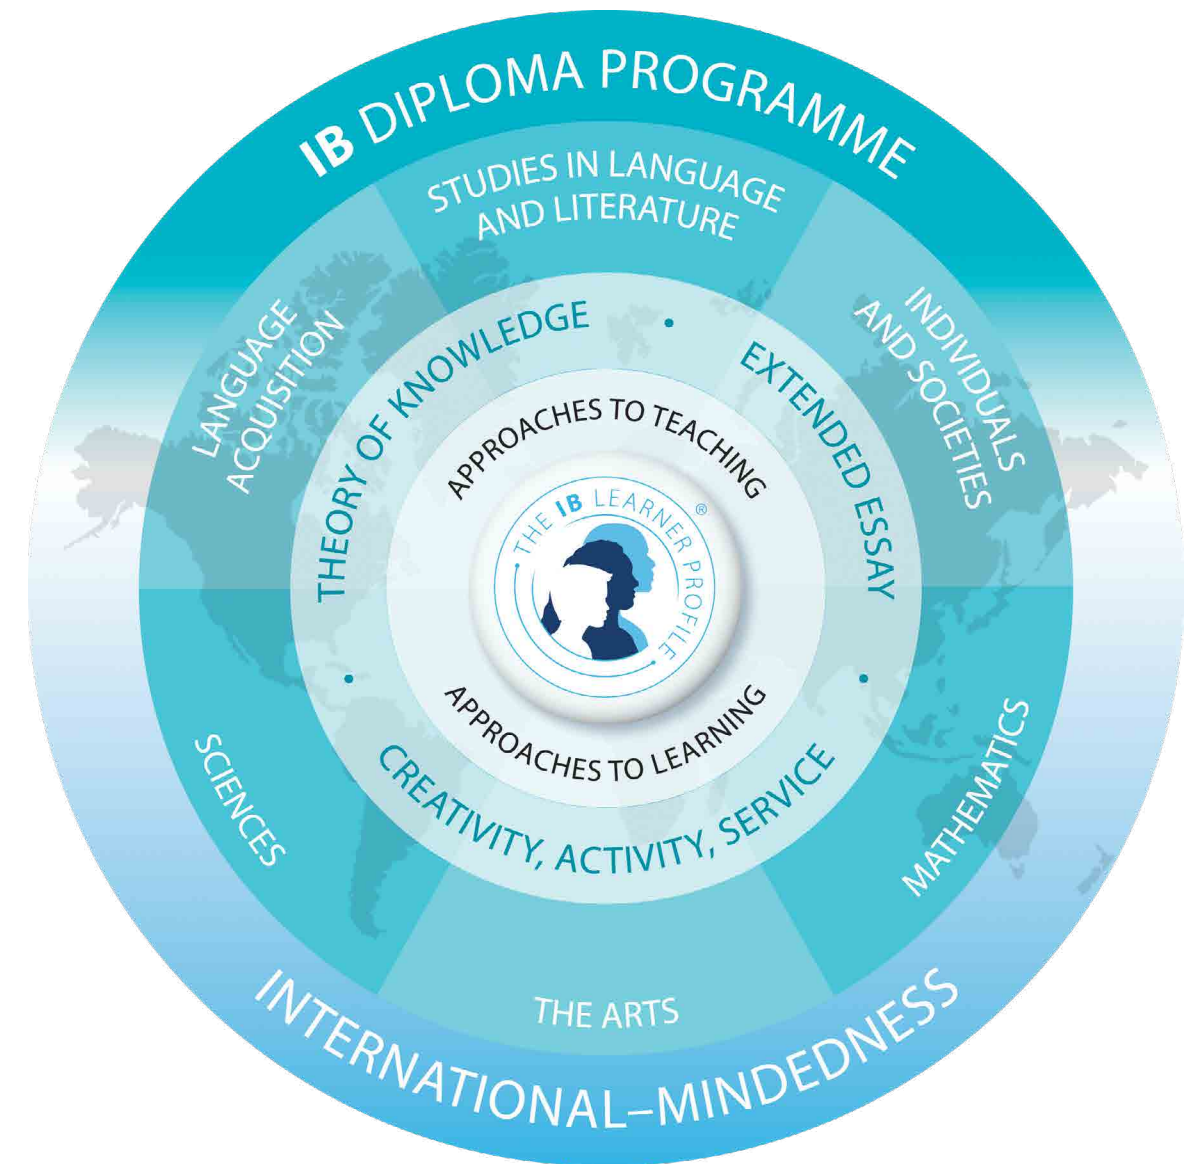 IB DIPLOMA PROGRAMME
STUDIES IN LANGUAGE
AND LITERATURE
LANGUAGE
ACQUISITION
INDIVIDUALS
AND SOCIETIES
THEORY OF KNOWLEDGE
•
EXTENDED ESSAY
APPROACHES TO TEACHING
THE IB LEARNER PROFILE
®
APPROACHES TO LEARNING
•
CREATIVITY, ACTIVITY, SERVICE
•
SCIENCES
MATHEMATICS
THE ARTS
INTERNATIONAL–MINDEDNESS